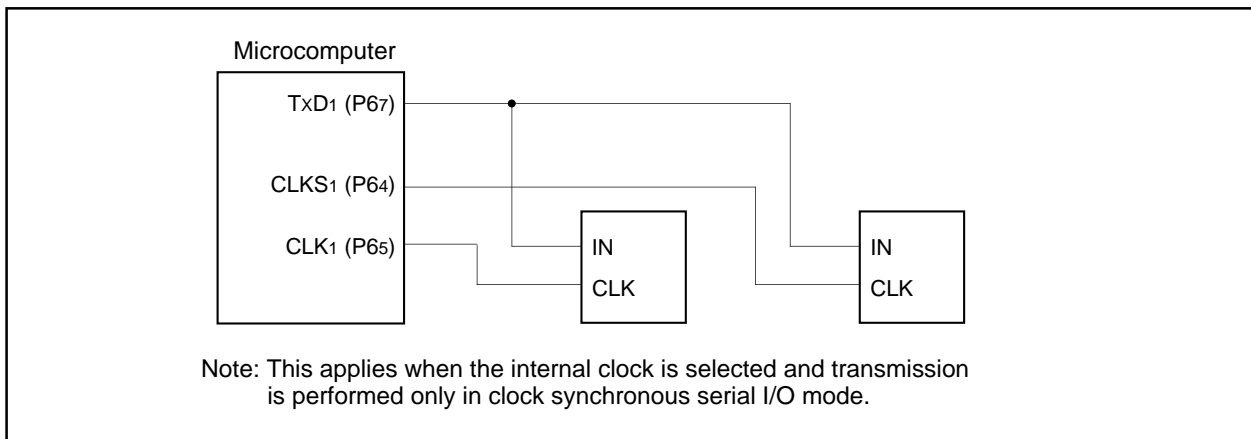 Microcomputer
TXD1 (P67)
CLKS1 (P64)
CLK1 (P65)
IN
CLK
IN
CLK
Note: This applies when the internal clock is selected and transmission
is performed only in clock synchronous serial I/O mode.